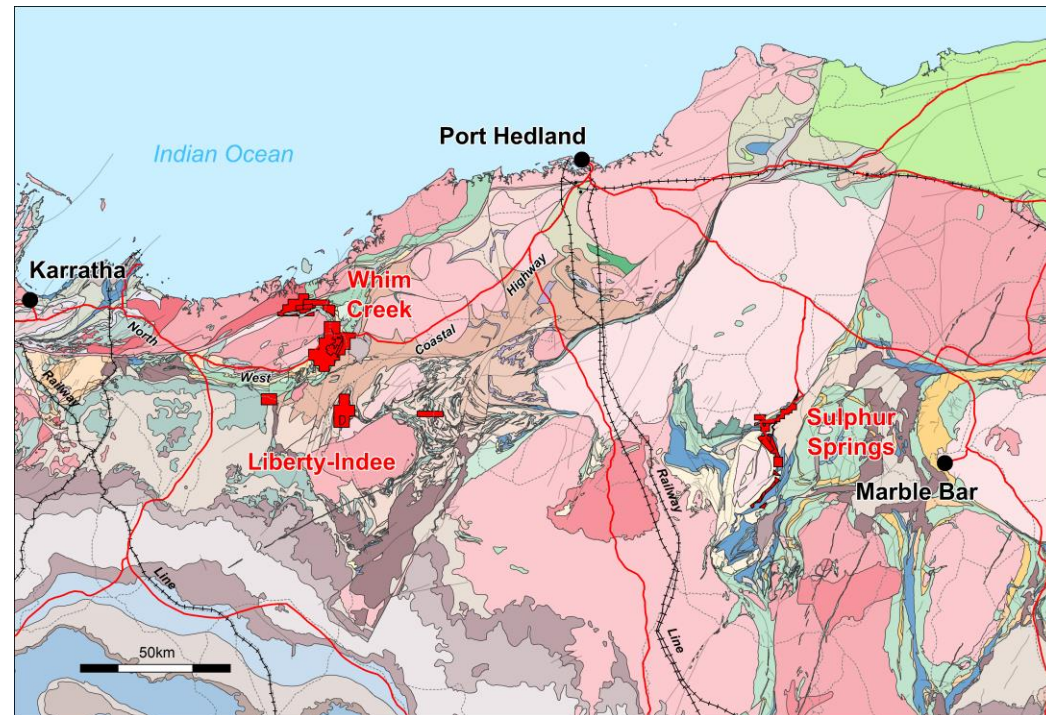 Port Hedland
Indian Ocean
Karratha
Whim
Creek
Highway
Coastal
North
West
Railway
Sulphur
Springs
Liberty-Indee
Marble Bar
Railway
Line
Line
50km